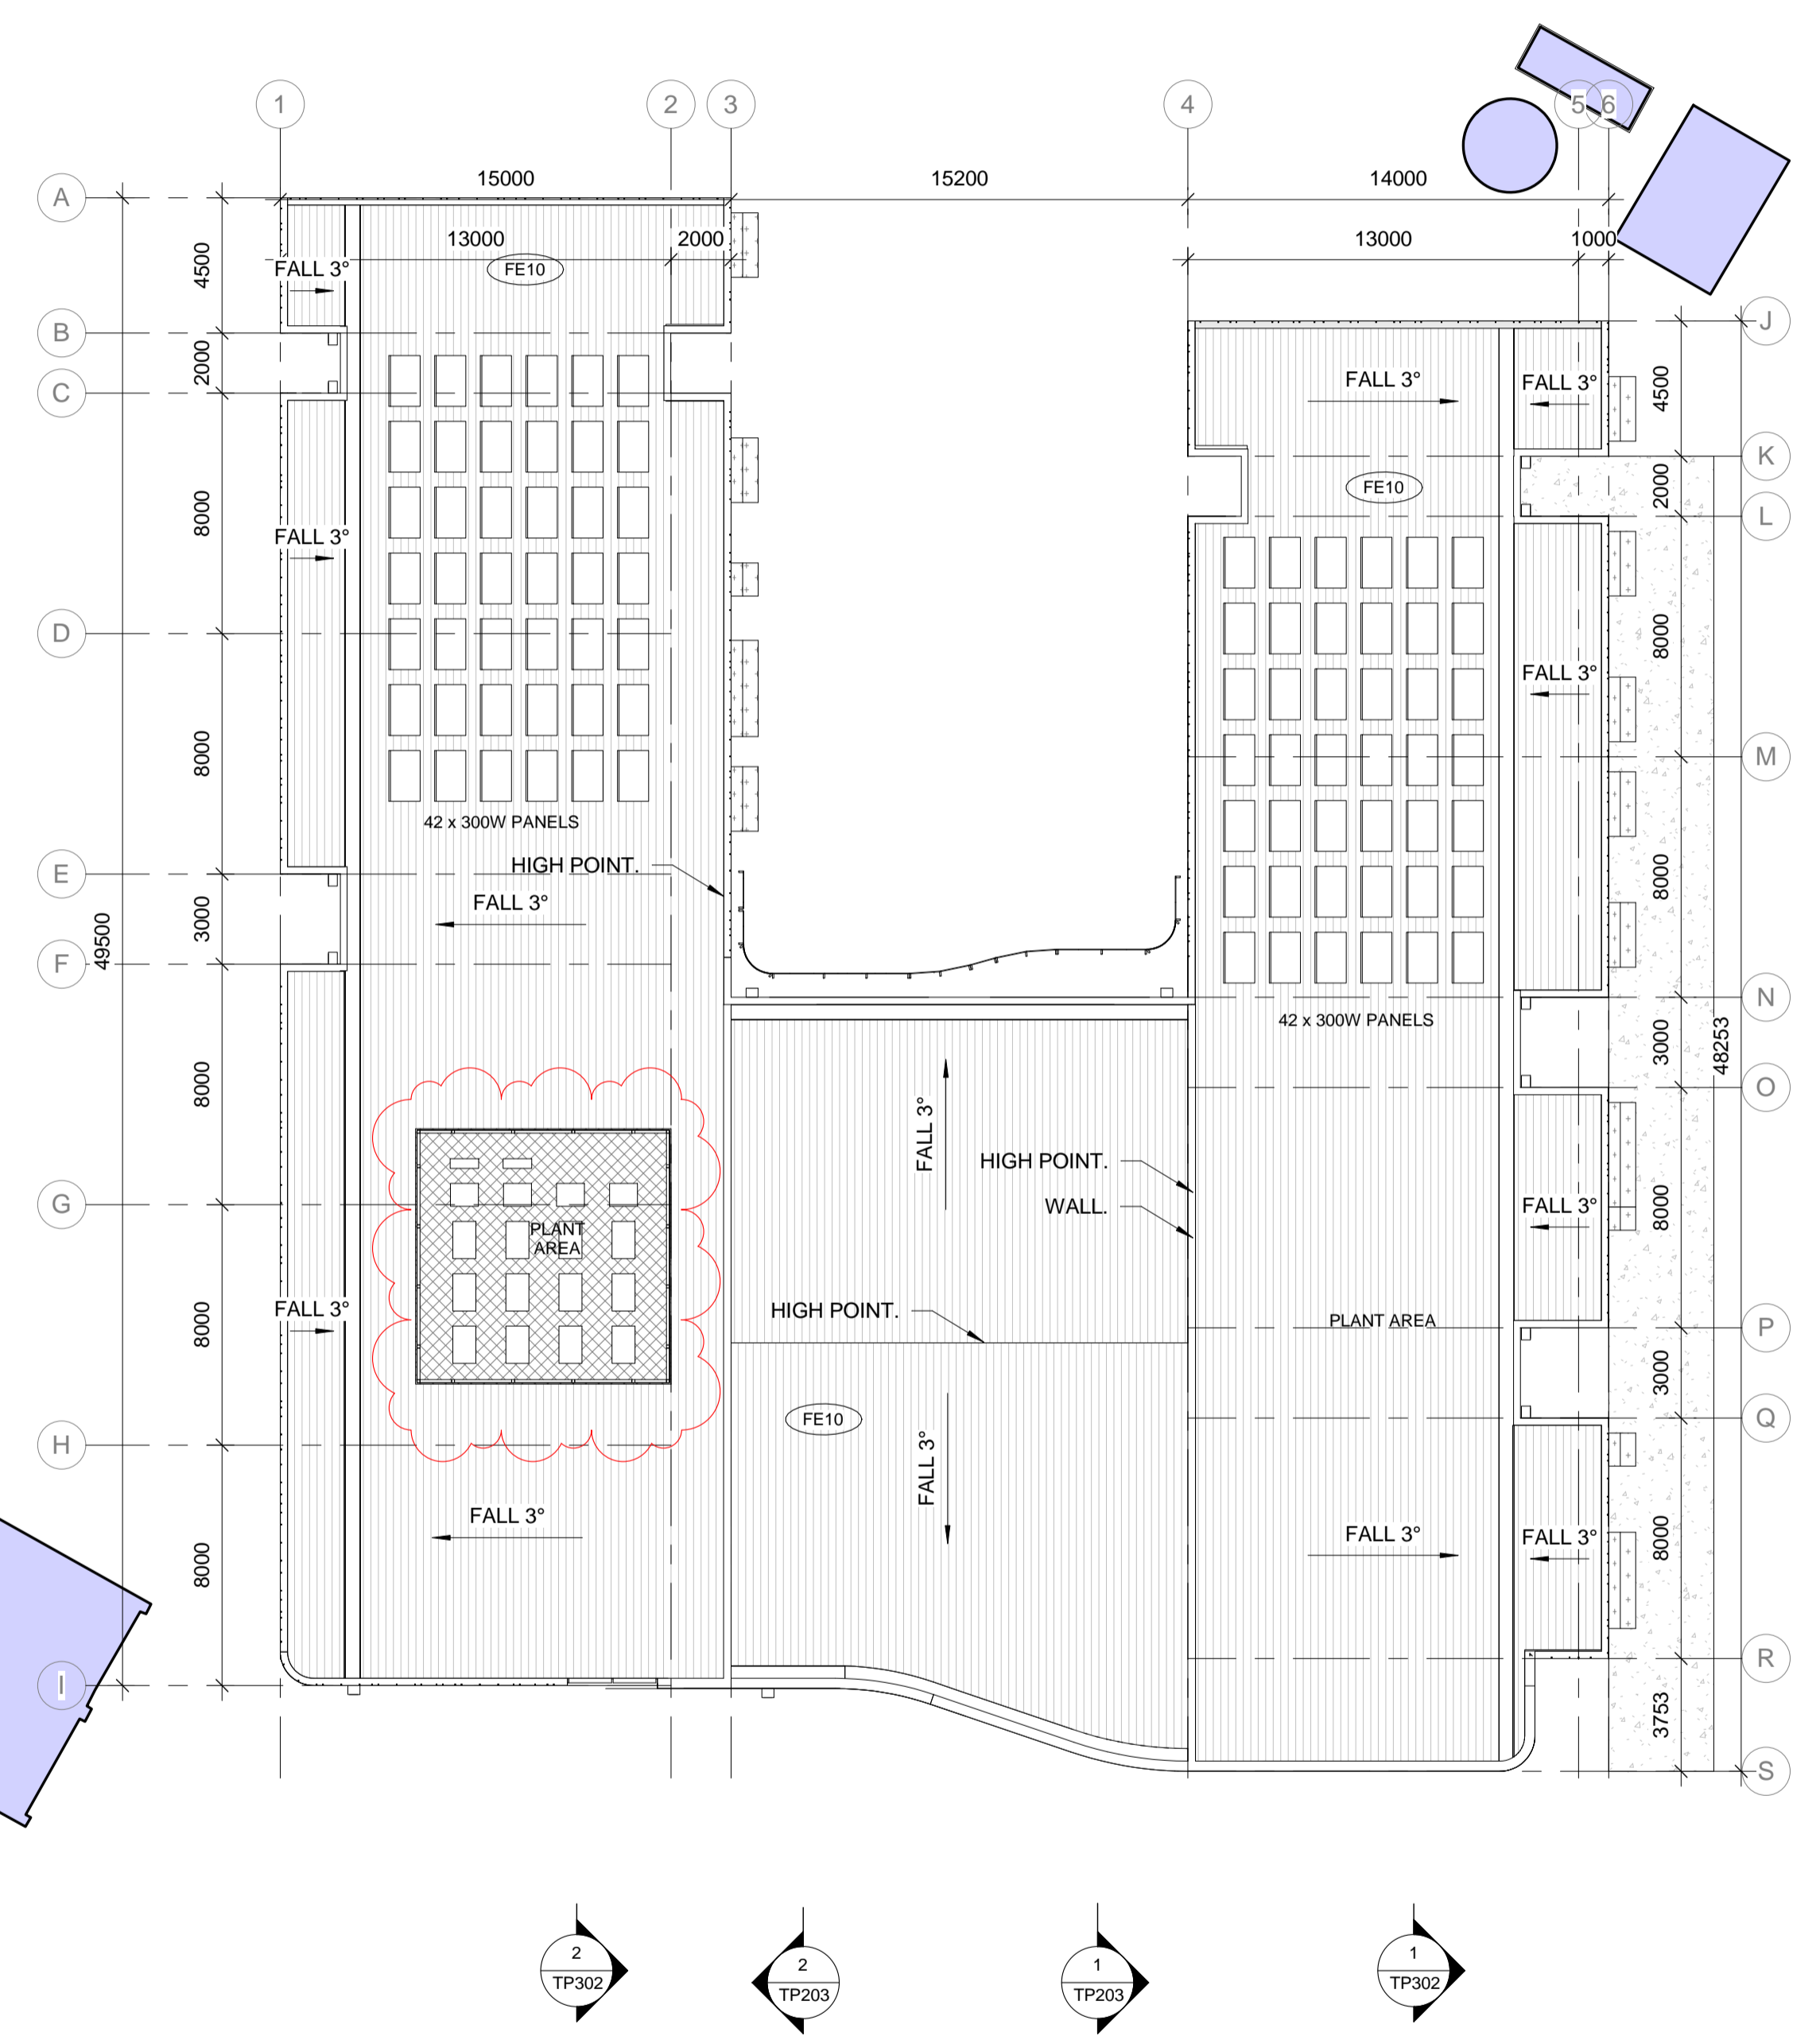 1
2
3
4
5
6
A
15000
15200
14000
4500
13000
2000
13000
1000
FALL 3°
FE10
B
J
2000
FALL 3°
FALL 3°
4500
C
K
FE10
2000
8000
L
FALL 3°
D
8000
FALL 3°
8000
M
42 x 300W PANELS
HIGH POINT.
E
FALL 3°
8000
3000
49500
F
N
42 x 300W PANELS
3000
48253
8000
O
FALL 3°
HIGH POINT.
G
WALL.
FALL 3°
8000
PLANT
AREA
FALL 3°
HIGH POINT.
8000
PLANT AREA
P
3000
FE10
Q
H
FALL 3°
FALL 3°
FALL 3°
FALL 3°
8000
8000
I
R
3753
S
2
TP302
2
TP203
1
TP203
1
TP302